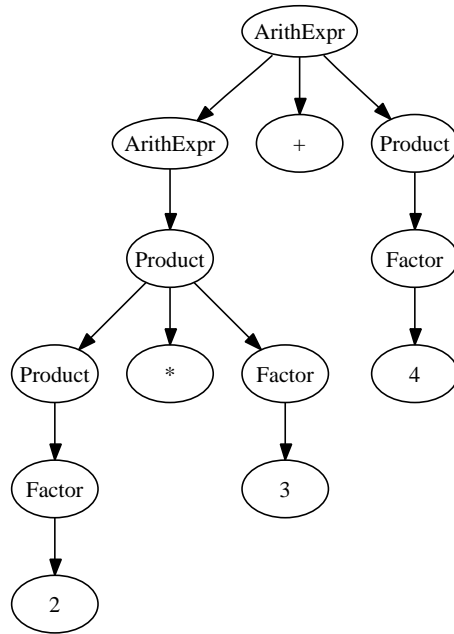 ArithExpr
ArithExpr + Product
Product Factor
Product * Factor 4
Factor 3
2